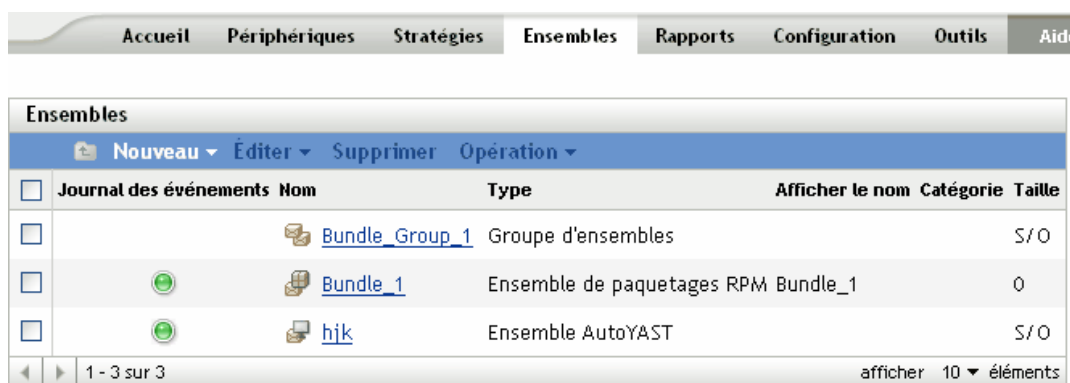 Accueil Périphériques Stratégies Ensembles Rapports Configuration Outils Aid
Ensembles
Nouveau Éditer Supprimer Opération
Journal des événements Nom Type Afficher le nom Catégorie Taille
Bundle_Group_1 Groupe d'ensembles S/O
Bundle_1 Ensemble de paquetages RPM Bundle_1 0
hjk Ensemble AutoYAST S/O
1 - 3 sur 3 afficher 10 éléments